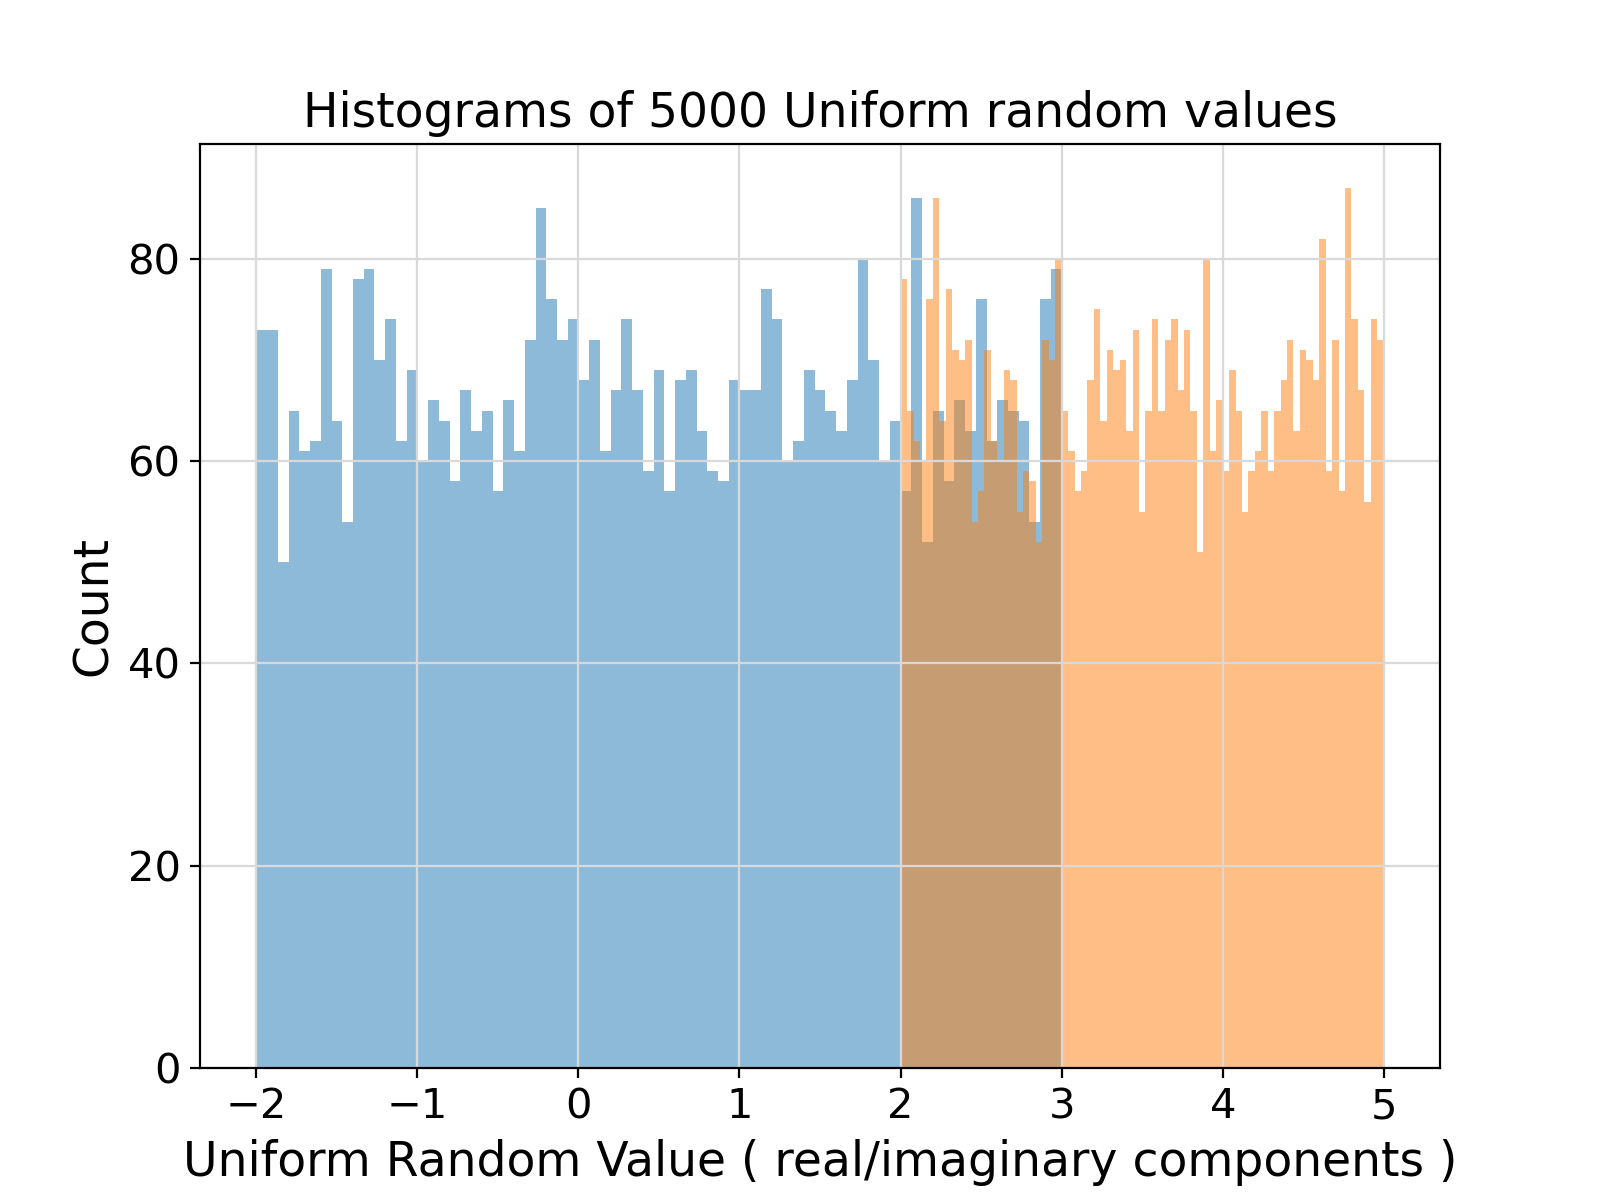 Histograms of 5000 Uniform random values
80
60
40
20
0
Count
−2 −1 0 1 2 3 4 5
Uniform Random Value ( real/imaginary components )